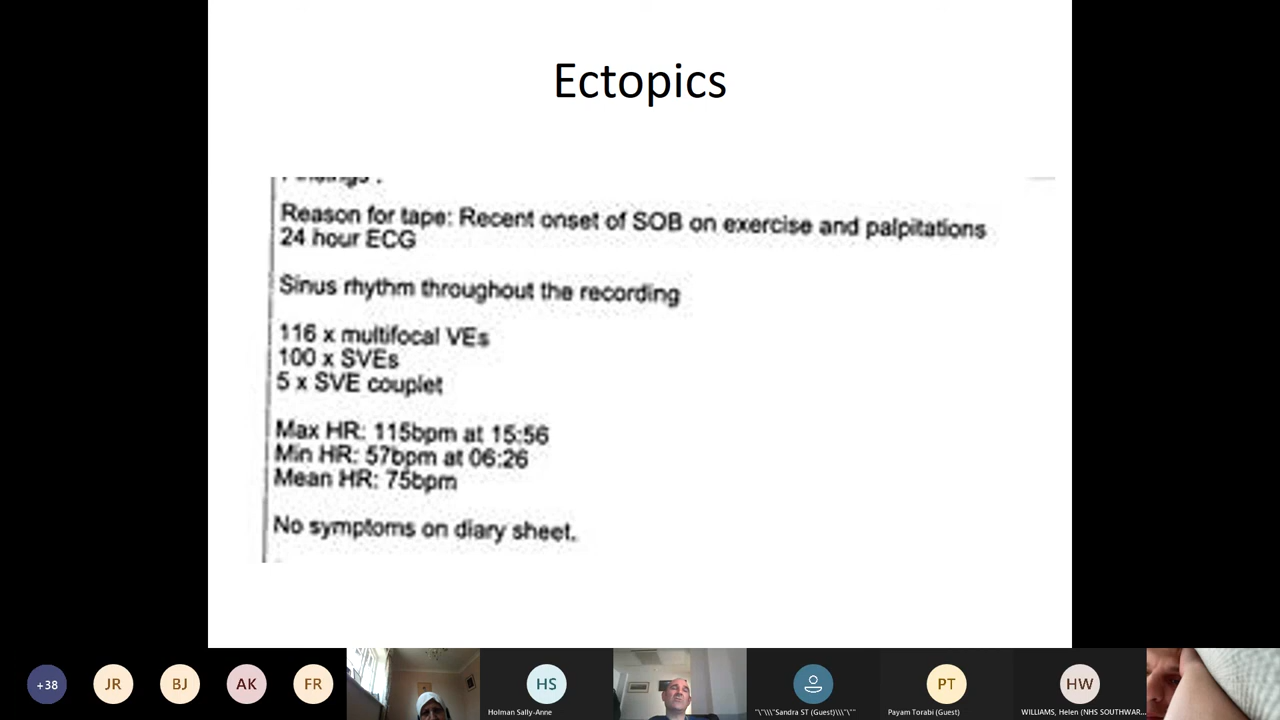 Ectopics
Findings :
Reason for tape: Recent onset of SOB on exercise and palpitations
24 hour ECG
Sinus rhythm throughout the recording
116 x multifocal VEs
100 x SVEs
5 x SVE couplet
Max HR: 115bpm at 15:56
Min HR: 57bpm at 06:26
Mean HR: 75bpm
No symptoms on diary sheet.
+38
JR
BJ
AK
FR
HS
Holman Sally-Anne
"\"\\\"Sandra ST (Guest)\\\"\""
PT
Payam Torabi (Guest)
HW
WILLIAMS, Helen (NHS SOUTHWAR...